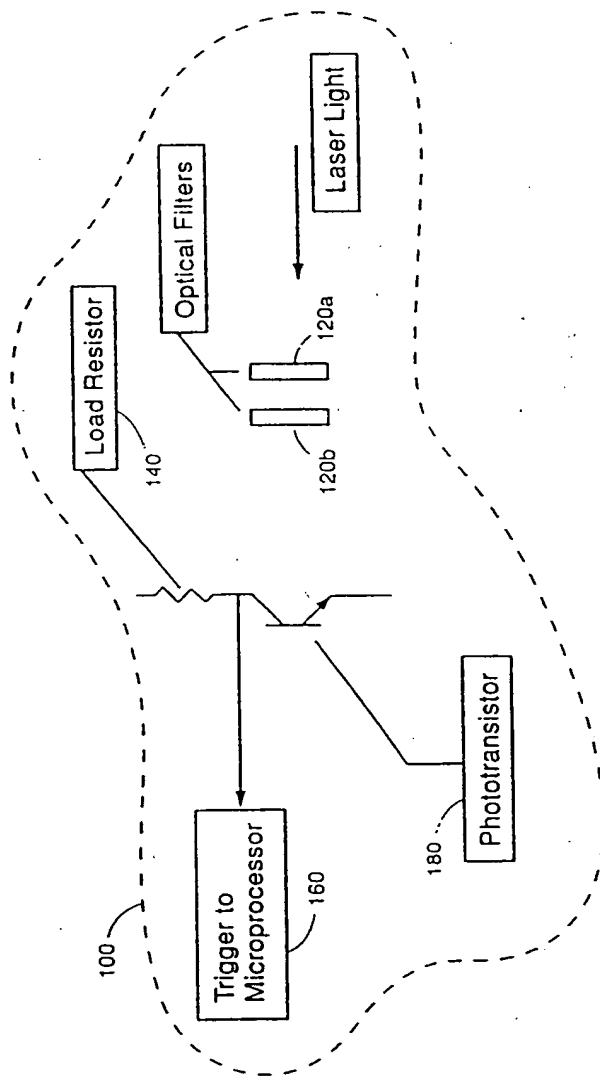 Load Resistor
140
Optical Filters
Laser Light
120a
120b
100
Trigger to
Microprocessor
160
180
Phototransistor